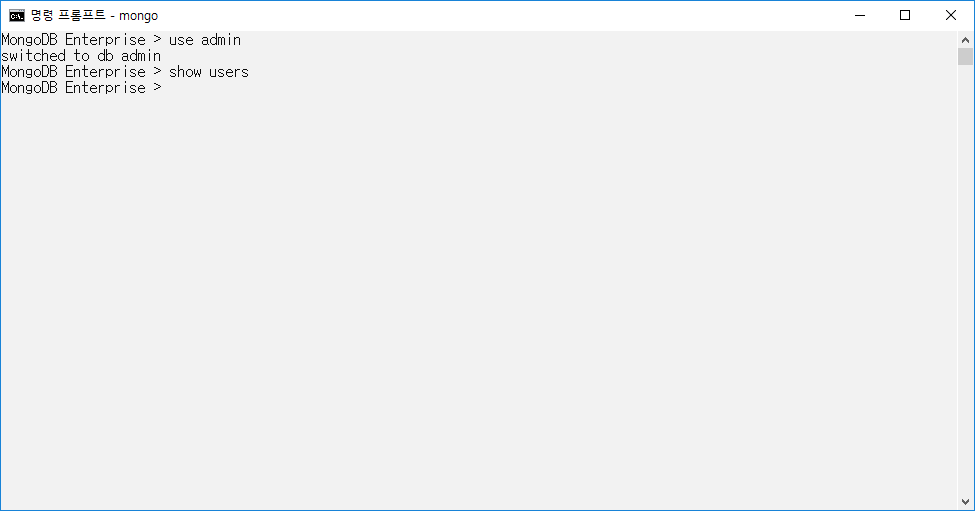 명령 프롬프트 - mongo
MongoDB Enterprise > use admin
switched to db admin
MongoDB Enterprise > show users
MongoDB Enterprise >